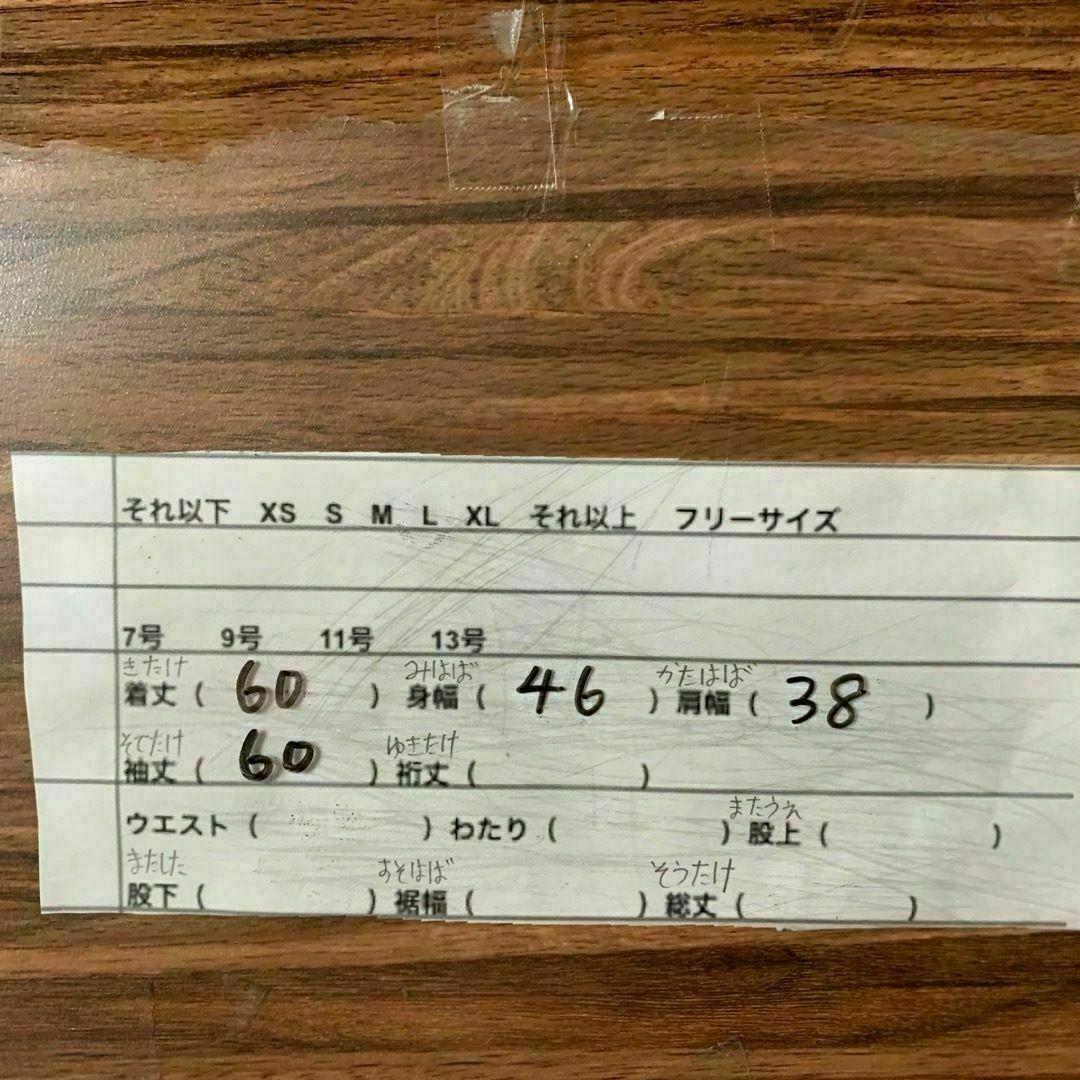 それ以下 XS S M L XL それ以上 フリーサイズ
7号 9号 11号 13号
きたけ みはば かたはば
着丈 ( 60 ) 身幅 ( 46 ) 肩幅 ( 38 )
そでたけ ゆきたけ
袖丈 ( 60 ) 裄丈 ( )
またうえ
ウエスト ( ) わたり ( ) 股上 ( )
またした すそはば そうたけ
股下 ( ) 裾幅 ( ) 総丈 ( )